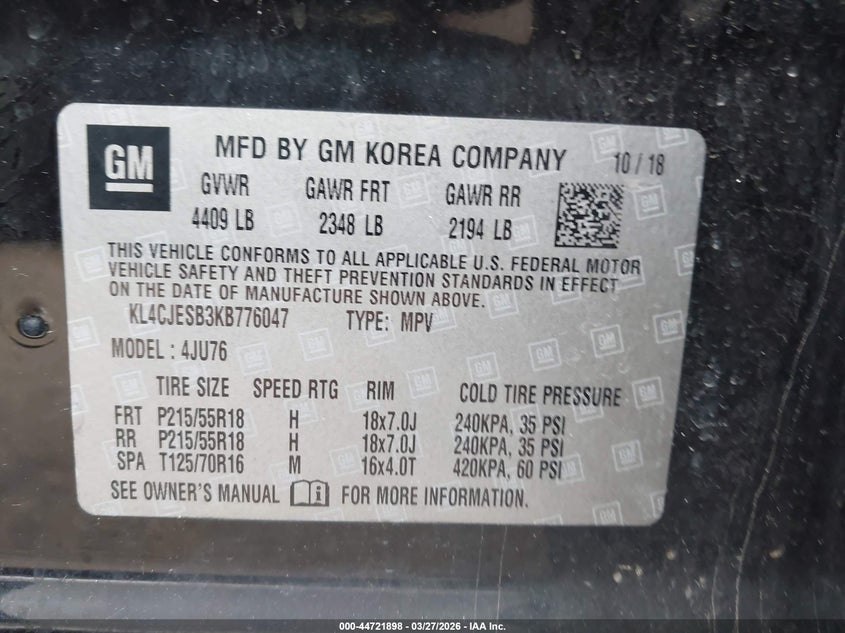 GM
MFD BY GM KOREA COMPANY 10 / 18
GVWR GAWR FRT GAWR RR
4409 LB 2348 LB 2194 LB
THIS VEHICLE CONFORMS TO ALL APPLICABLE U.S. FEDERAL MOTOR
VEHICLE SAFETY AND THEFT PREVENTION STANDARDS IN EFFECT
ON THE DATE OF MANUFACTURE SHOWN ABOVE.
KL4CJESB3KB776047 TYPE: MPV
MODEL : 4JU76
TIRE SIZE SPEED RTG RIM COLD TIRE PRESSURE
FRT P215/55R18 H 18x7.0J 240KPA, 35 PSI
RR P215/55R18 H 18x7.0J 240KPA, 35 PSI
SPA T125/70R16 M 16x4.0T 420KPA, 60 PSI
SEE OWNER'S MANUAL FOR MORE INFORMATION.
000-44721898 - 03/27/2026 - IAA Inc.